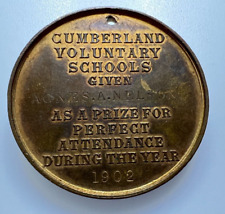 CUMBERLAND
VOLUNTARY
SCHOOLS
GIVEN
AS A PRIZE FOR
PERFECT
ATTENDANCE
DURING THE YEAR
1902